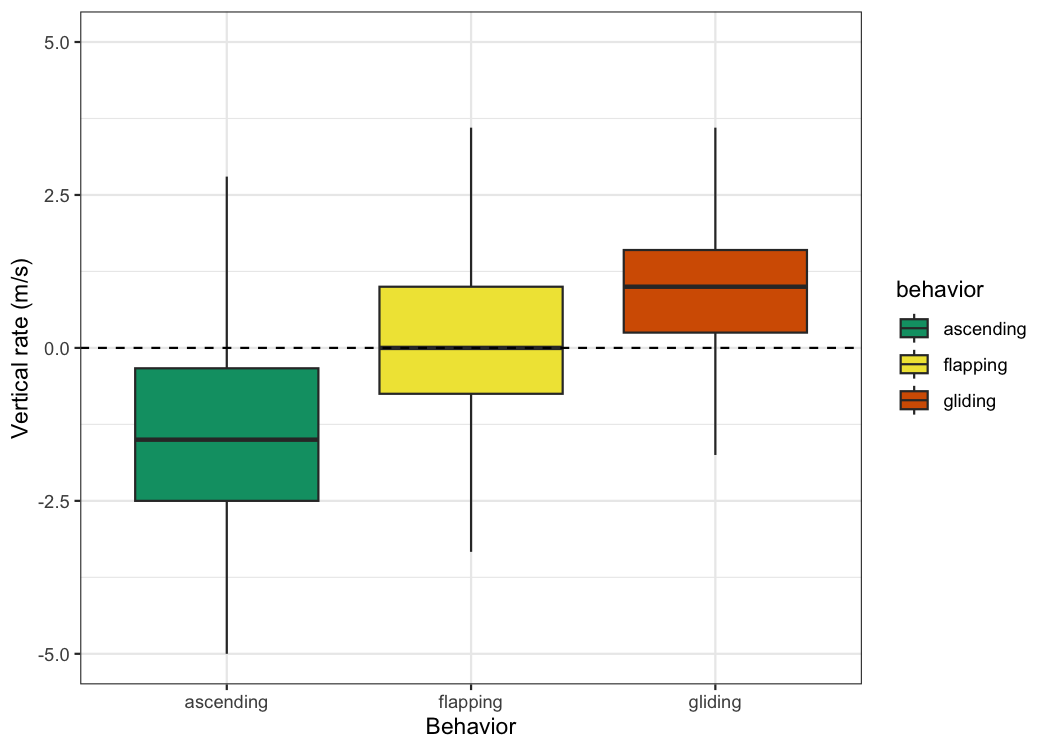 5.0
2.5
0.0
-2.5
-5.0
Vertical rate (m/s)
ascending
flapping
gliding
Behavior
behavior
ascending
flapping
gliding